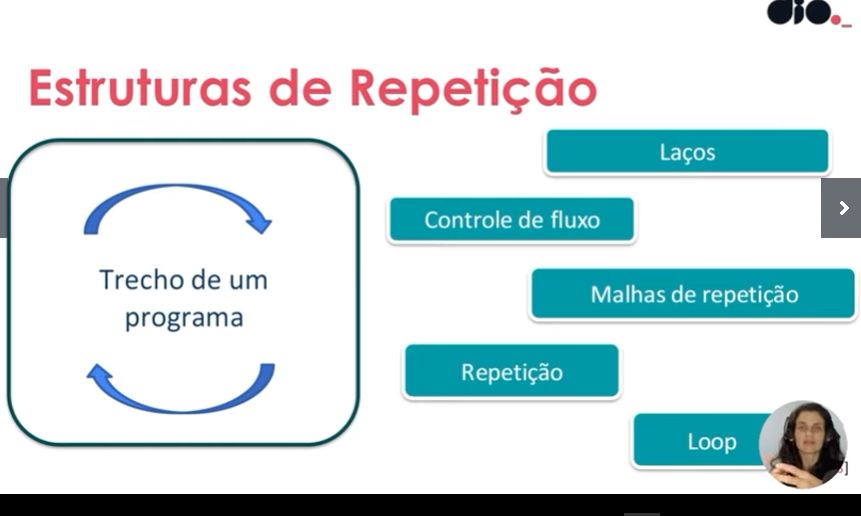 dio._
Estruturas de Repetição
Laços
Controle de fluxo
Trecho de um
programa
Malhas de repetição
Repetição
Loop
]